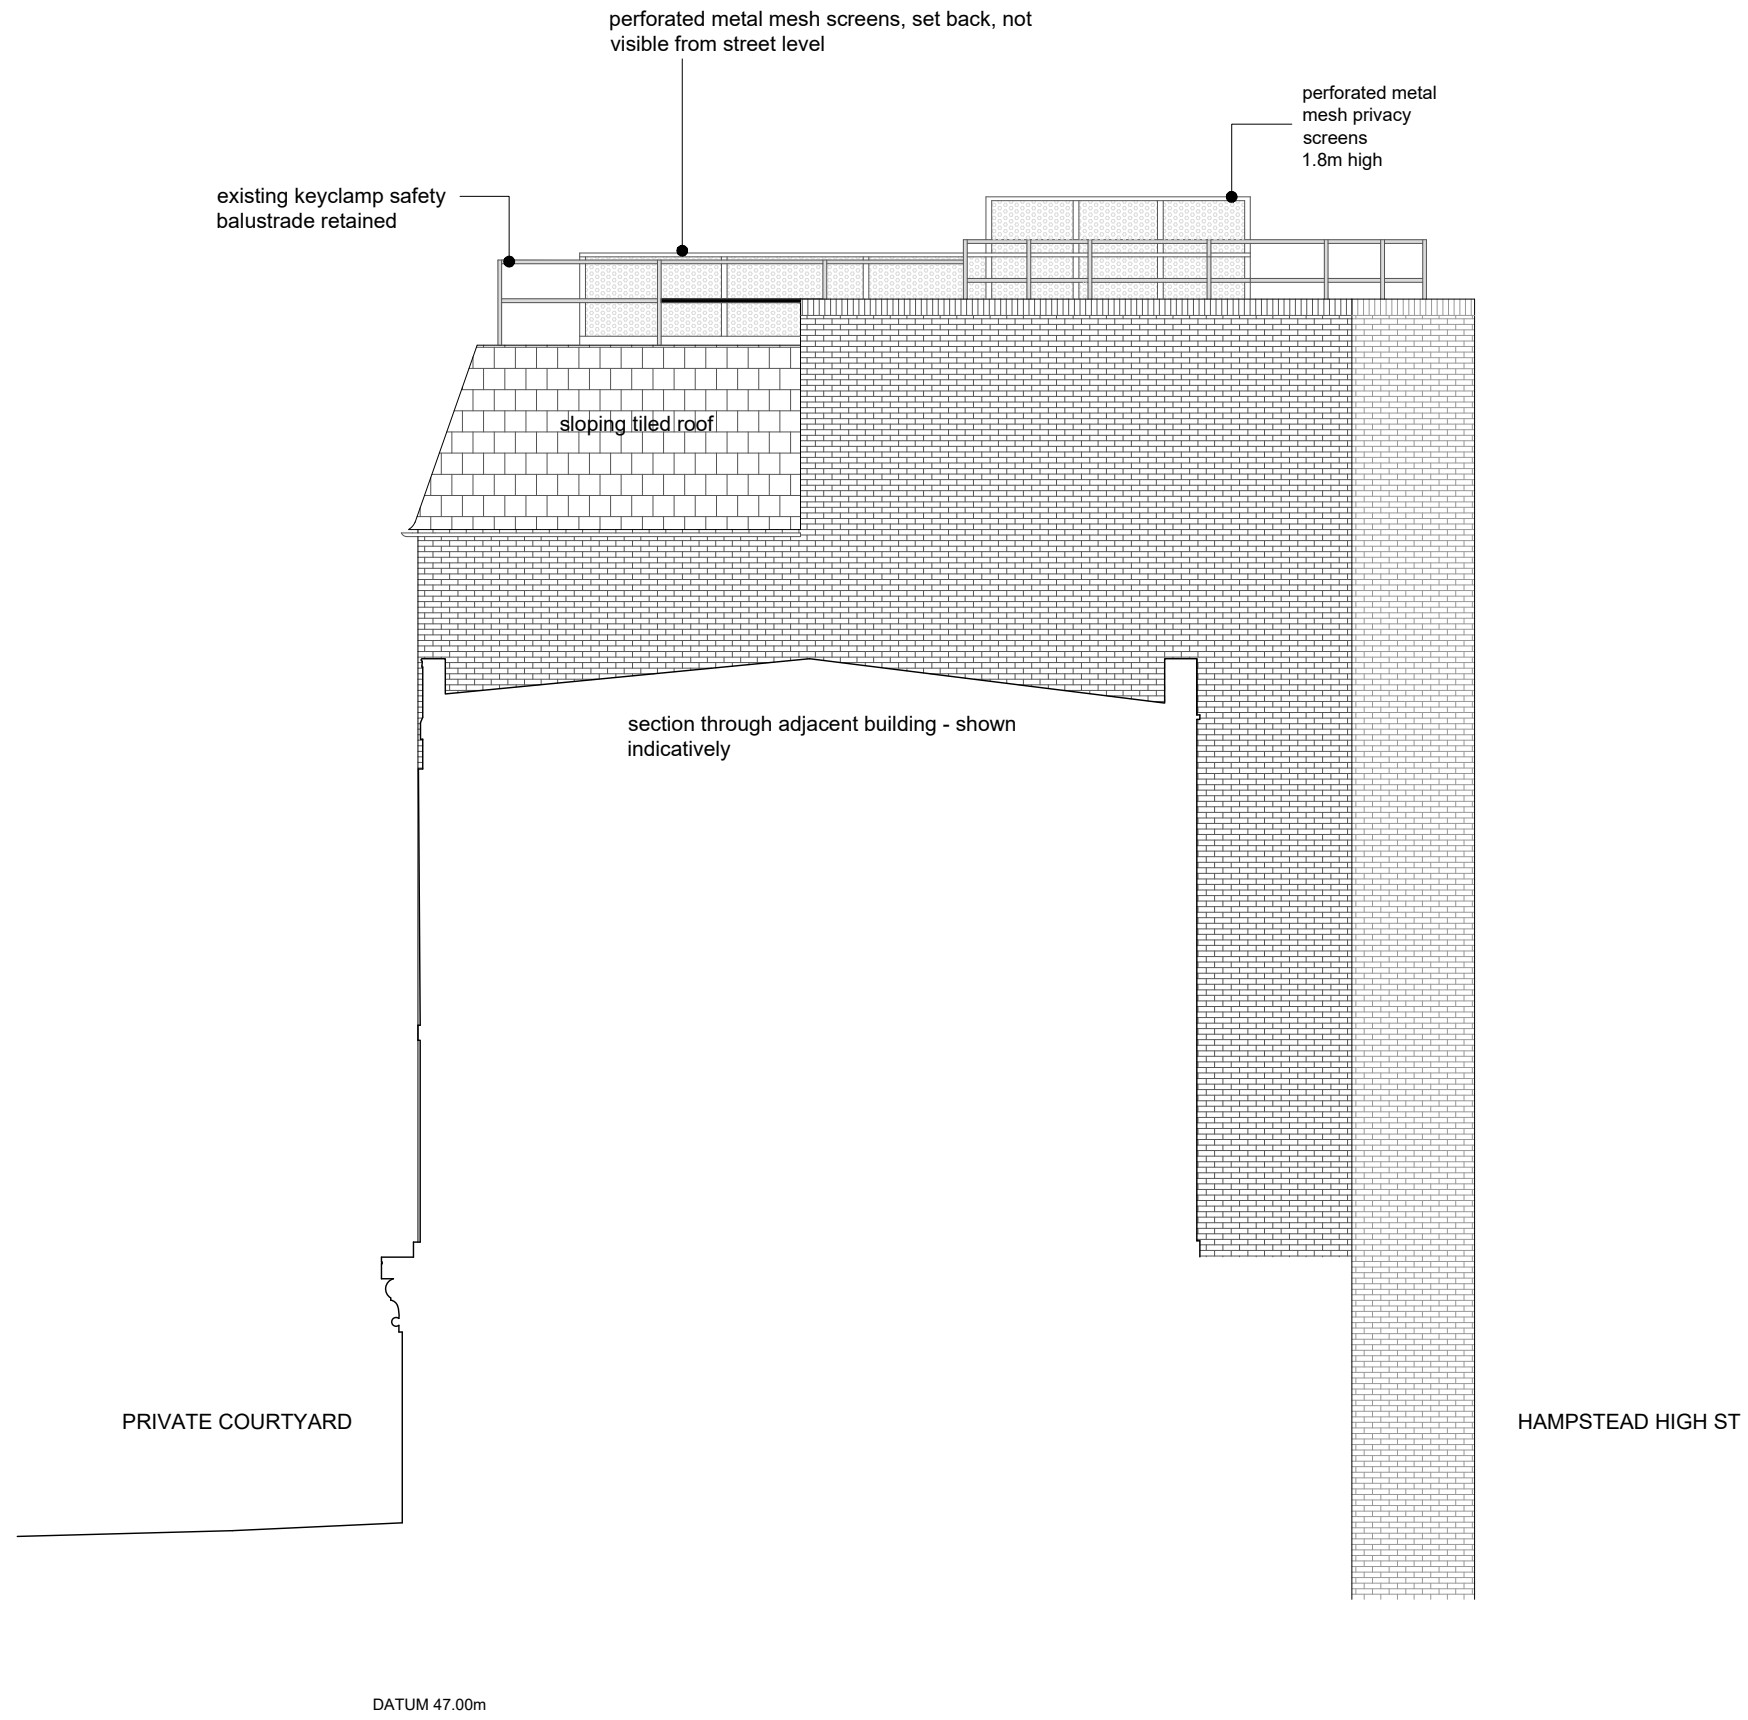 perforated metal mesh screens, set back, not
visible from street level
perforated metal
mesh privacy
screens
1.8m high
existing keyclamp safety
balustrade retained
sloping tiled roof
section through adjacent building - shown
indicatively
PRIVATE COURTYARD
HAMPSTEAD HIGH ST
DATUM 47.00m